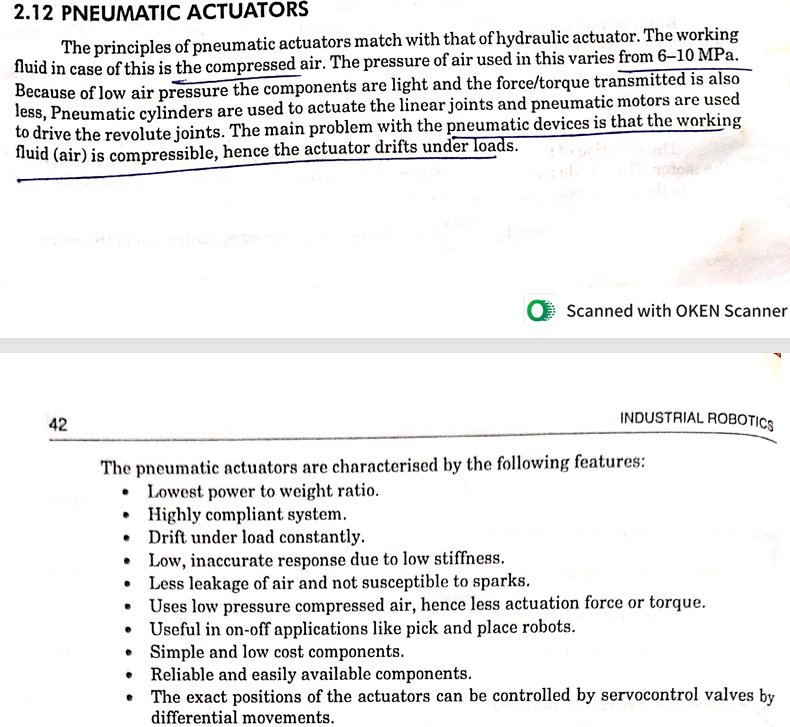 2.12 PNEUMATIC ACTUATORS
The principles of pneumatic actuators match with that of hydraulic actuator. The working
fluid in case of this is the compressed air. The pressure of air used in this varies from 6–10 MPa.
Because of low air pressure the components are light and the force/torque transmitted is also
less, Pneumatic cylinders are used to actuate the linear joints and pneumatic motors are used
to drive the revolute joints. The main problem with the pneumatic devices is that the working
fluid (air) is compressible, hence the actuator drifts under loads.
Scanned with OKEN Scanner
42
INDUSTRIAL ROBOTICS
The pneumatic actuators are characterised by the following features:
• Lowest power to weight ratio.
• Highly compliant system.
• Drift under load constantly.
• Low, inaccurate response due to low stiffness.
• Less leakage of air and not susceptible to sparks.
• Uses low pressure compressed air, hence less actuation force or torque.
• Useful in on-off applications like pick and place robots.
• Simple and low cost components.
• Reliable and easily available components.
• The exact positions of the actuators can be controlled by servocontrol valves by
differential movements.